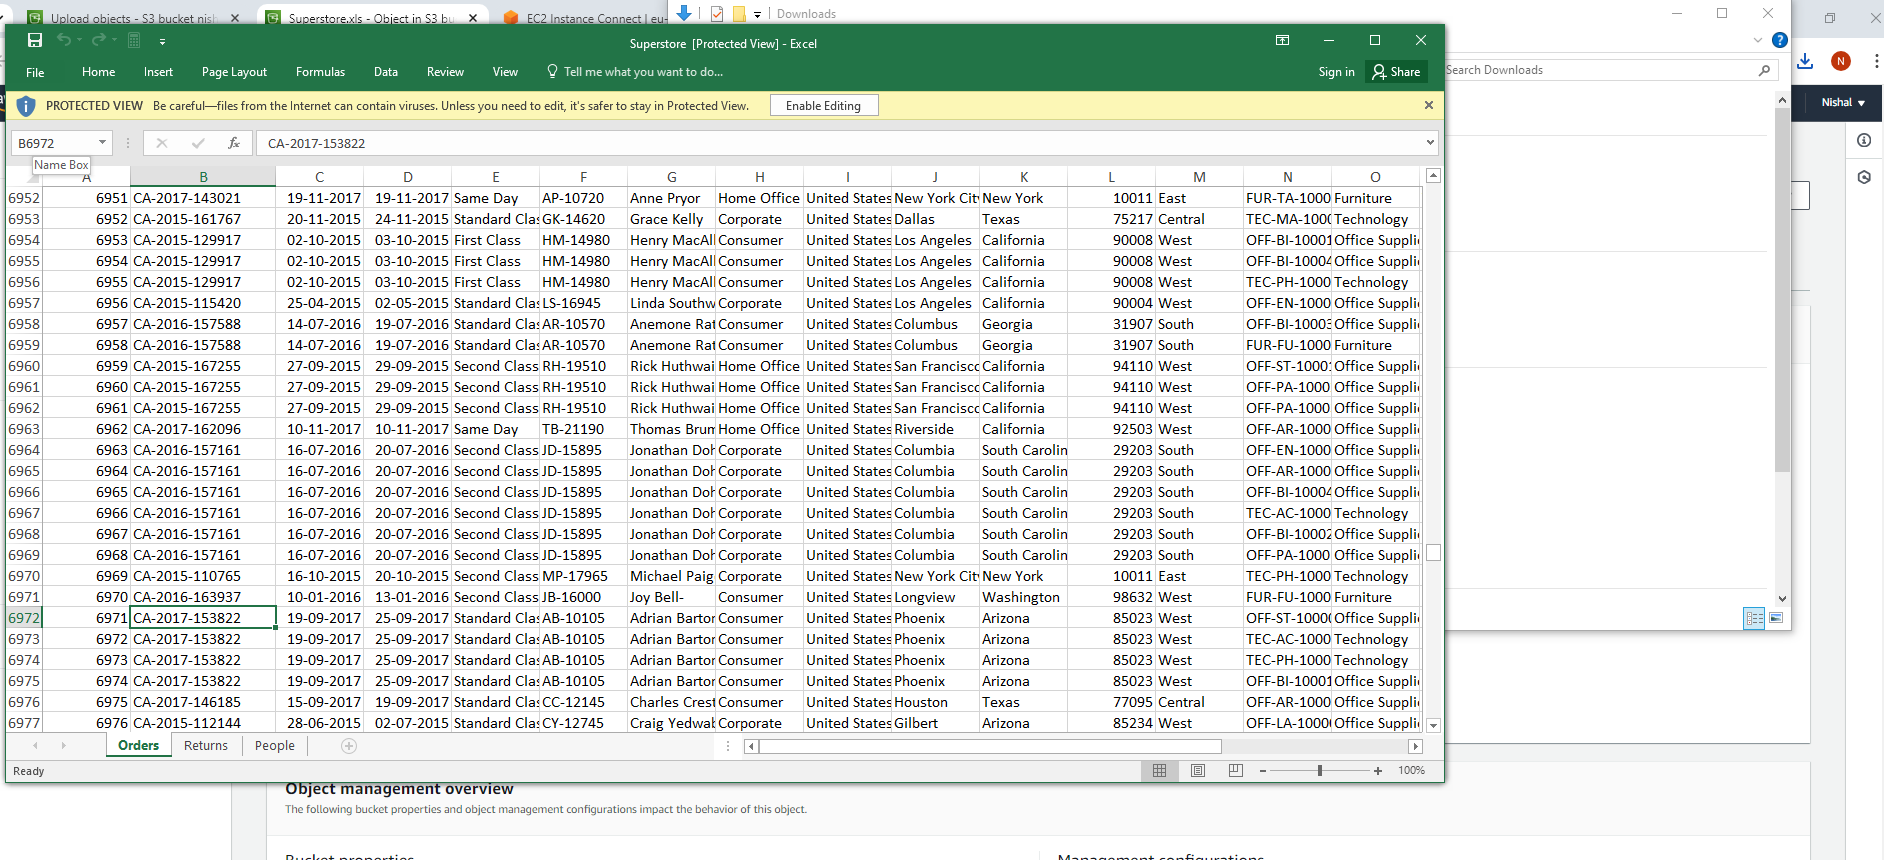 Upload objects - S3 bucket nish
Superstore.xls - Object in S3 bu
EC2 Instance Connect | eu-
Downloads
Superstore [Protected View] - Excel
File Home Insert Page Layout Formulas Data Review View Tell me what you want to do... Sign in Share
Search Downloads
N
Nishal
PROTECTED VIEW Be careful—files from the Internet can contain viruses. Unless you need to edit, it's safer to stay in Protected View. Enable Editing
B6972 fx CA-2017-153822
Name Box
A B C D E F G H I J K L M N O
6952 6951 CA-2017-143021 19-11-2017 19-11-2017 Same Day AP-10720 Anne Pryor Home Office United States New York Cit New York 10011 East FUR-TA-1000 Furniture
6953 6952 CA-2015-161767 20-11-2015 24-11-2015 Standard Cla GK-14620 Grace Kelly Corporate United States Dallas Texas 75217 Central TEC-MA-1000 Technology
6954 6953 CA-2015-129917 02-10-2015 03-10-2015 First Class HM-14980 Henry MacAll Consumer United States Los Angeles California 90008 West OFF-BI-10001 Office Suppli
6955 6954 CA-2015-129917 02-10-2015 03-10-2015 First Class HM-14980 Henry MacAll Consumer United States Los Angeles California 90008 West OFF-BI-10004 Office Suppli
6956 6955 CA-2015-129917 02-10-2015 03-10-2015 First Class HM-14980 Henry MacAll Consumer United States Los Angeles California 90008 West TEC-PH-1000 Technology
6957 6956 CA-2015-115420 25-04-2015 02-05-2015 Standard Cla LS-16945 Linda Southw Corporate United States Los Angeles California 90004 West OFF-EN-1000 Office Suppli
6958 6957 CA-2016-157588 14-07-2016 19-07-2016 Standard Cla AR-10570 Anemone Rat Consumer United States Columbus Georgia 31907 South OFF-BI-10003 Office Suppli
6959 6958 CA-2016-157588 14-07-2016 19-07-2016 Standard Cla AR-10570 Anemone Rat Consumer United States Columbus Georgia 31907 South FUR-FU-1000 Furniture
6960 6959 CA-2015-167255 27-09-2015 29-09-2015 Second Class RH-19510 Rick Huthwai Home Office United States San Francisco California 94110 West OFF-ST-1000 Office Suppli
6961 6960 CA-2015-167255 27-09-2015 29-09-2015 Second Class RH-19510 Rick Huthwai Home Office United States San Francisco California 94110 West OFF-PA-1000 Office Suppli
6962 6961 CA-2015-167255 27-09-2015 29-09-2015 Second Class RH-19510 Rick Huthwai Home Office United States San Francisco California 94110 West OFF-PA-1000 Office Suppli
6963 6962 CA-2017-162096 10-11-2017 10-11-2017 Same Day TB-21190 Thomas Brum Home Office United States Riverside California 92503 West OFF-AR-1000 Office Suppli
6964 6963 CA-2016-157161 16-07-2016 20-07-2016 Second Class JD-15895 Jonathan Doh Corporate United States Columbia South Carolin 29203 South OFF-EN-1000 Office Suppli
6965 6964 CA-2016-157161 16-07-2016 20-07-2016 Second Class JD-15895 Jonathan Doh Corporate United States Columbia South Carolin 29203 South OFF-AR-1000 Office Suppli
6966 6965 CA-2016-157161 16-07-2016 20-07-2016 Second Class JD-15895 Jonathan Doh Corporate United States Columbia South Carolin 29203 South OFF-BI-10004 Office Suppli
6967 6966 CA-2016-157161 16-07-2016 20-07-2016 Second Class JD-15895 Jonathan Doh Corporate United States Columbia South Carolin 29203 South TEC-AC-1000 Technology
6968 6967 CA-2016-157161 16-07-2016 20-07-2016 Second Class JD-15895 Jonathan Doh Corporate United States Columbia South Carolin 29203 South OFF-BI-10002 Office Suppli
6969 6968 CA-2016-157161 16-07-2016 20-07-2016 Second Class JD-15895 Jonathan Doh Corporate United States Columbia South Carolin 29203 South OFF-PA-1000 Office Suppli
6970 6969 CA-2015-110765 16-10-2015 20-10-2015 Second Class MP-17965 Michael Paig Corporate United States New York Cit New York 10011 East TEC-PH-1000 Technology
6971 6970 CA-2016-163937 10-01-2016 13-01-2016 Second Class JB-16000 Joy Bell- Consumer United States Longview Washington 98632 West FUR-FU-1000 Furniture
6972 6971 CA-2017-153822 19-09-2017 25-09-2017 Standard Cla AB-10105 Adrian Bartor Consumer United States Phoenix Arizona 85023 West OFF-ST-1000 Office Suppli
6973 6972 CA-2017-153822 19-09-2017 25-09-2017 Standard Cla AB-10105 Adrian Bartor Consumer United States Phoenix Arizona 85023 West TEC-AC-1000 Technology
6974 6973 CA-2017-153822 19-09-2017 25-09-2017 Standard Cla AB-10105 Adrian Bartor Consumer United States Phoenix Arizona 85023 West TEC-PH-1000 Technology
6975 6974 CA-2017-153822 19-09-2017 25-09-2017 Standard Cla AB-10105 Adrian Bartor Consumer United States Phoenix Arizona 85023 West OFF-BI-10001 Office Suppli
6976 6975 CA-2017-146185 15-09-2017 19-09-2017 Standard Cla CC-12145 Charles Crest Consumer United States Houston Texas 77095 Central OFF-AR-1000 Office Suppli
6977 6976 CA-2015-112144 28-06-2015 02-07-2015 Standard Cla CY-12745 Craig Yedwab Corporate United States Gilbert Arizona 85234 West OFF-LA-1000 Office Suppli
Orders Returns People
Ready 100%
Object management overview
The following bucket properties and object management configurations impact the behavior of this object.
Bucket properties
Management configurations